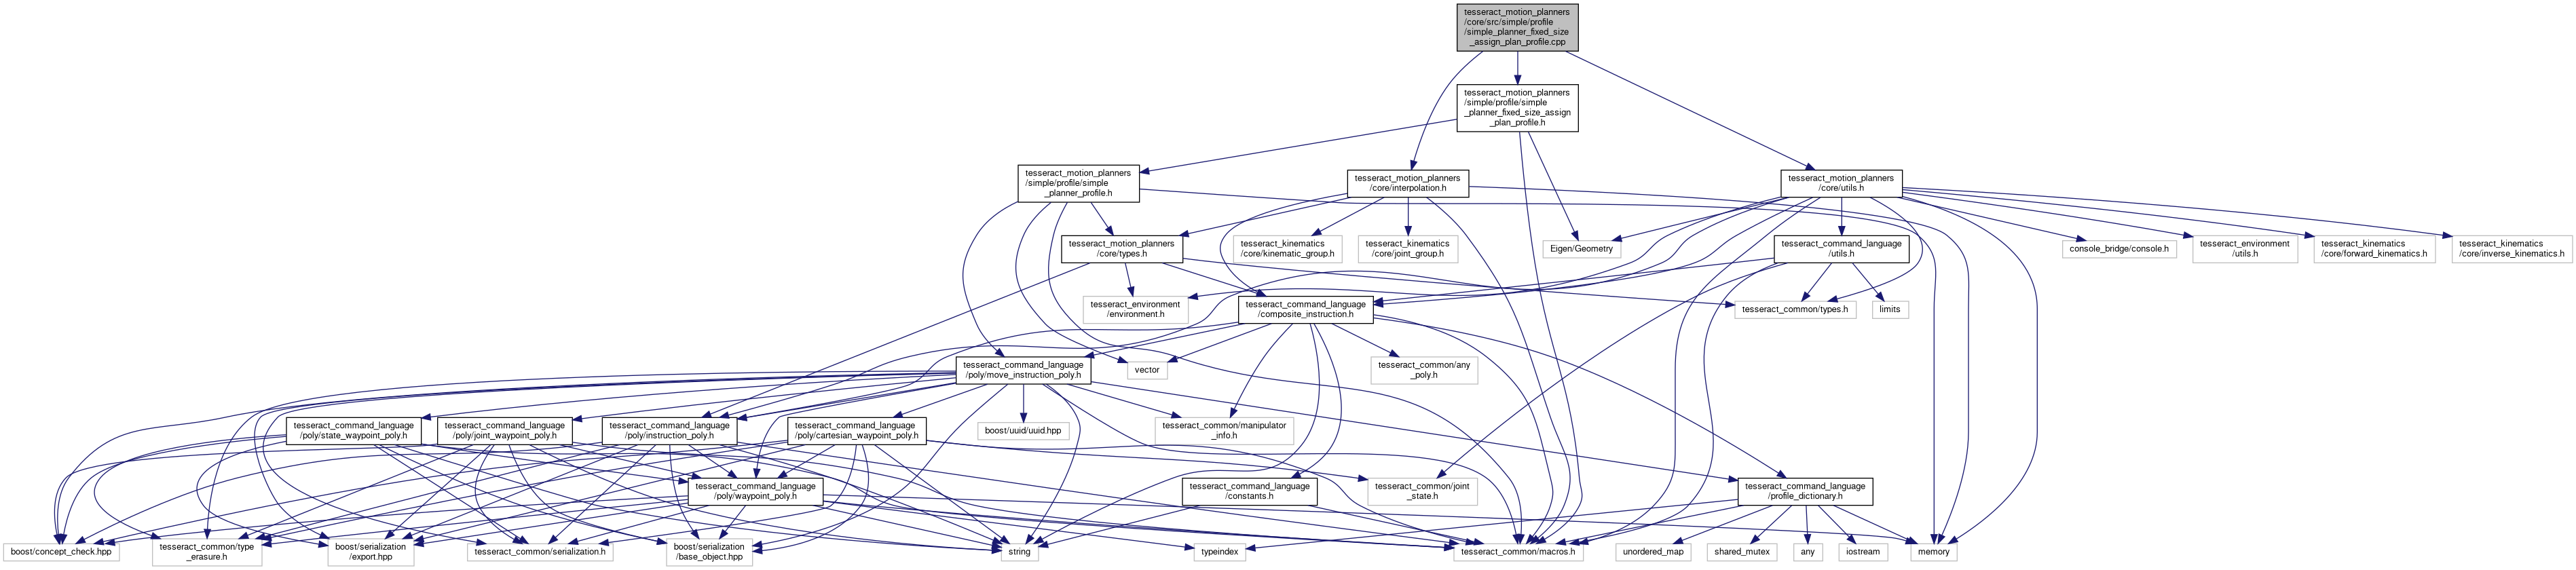 tesseract_motion_planners
/core/src/simple/profile
/simple_planner_fixed_size
_assign_plan_profile.cpp
tesseract_motion_planners
/simple/profile/simple
_planner_fixed_size_assign
_plan_profile.h
tesseract_motion_planners
/simple/profile/simple
_planner_profile.h
tesseract_motion_planners
/core/interpolation.h
tesseract_motion_planners
/core/utils.h
tesseract_motion_planners
/core/types.h
tesseract_kinematics
/core/kinematic_group.h
tesseract_kinematics
/core/joint_group.h
Eigen/Geometry
tesseract_command_language
/utils.h
console_bridge/console.h
tesseract_environment
/utils.h
tesseract_kinematics
/core/forward_kinematics.h
tesseract_kinematics
/core/inverse_kinematics.h
tesseract_environment
/environment.h
tesseract_command_language
/composite_instruction.h
tesseract_common/types.h
limits
tesseract_command_language
/poly/move_instruction_poly.h
vector
tesseract_common/any
_poly.h
tesseract_command_language
/poly/state_waypoint_poly.h
tesseract_command_language
/poly/joint_waypoint_poly.h
tesseract_command_language
/poly/instruction_poly.h
tesseract_command_language
/poly/cartesian_waypoint_poly.h
boost/uuid/uuid.hpp
tesseract_common/manipulator
_info.h
tesseract_command_language
/poly/waypoint_poly.h
tesseract_command_language
/constants.h
tesseract_common/joint
_state.h
tesseract_command_language
/profile_dictionary.h
boost/concept_check.hpp
tesseract_common/type
_erasure.h
boost/serialization
/export.hpp
tesseract_common/serialization.h
boost/serialization
/base_object.hpp
string
typeindex
tesseract_common/macros.h
unordered_map
shared_mutex
any
iostream
memory